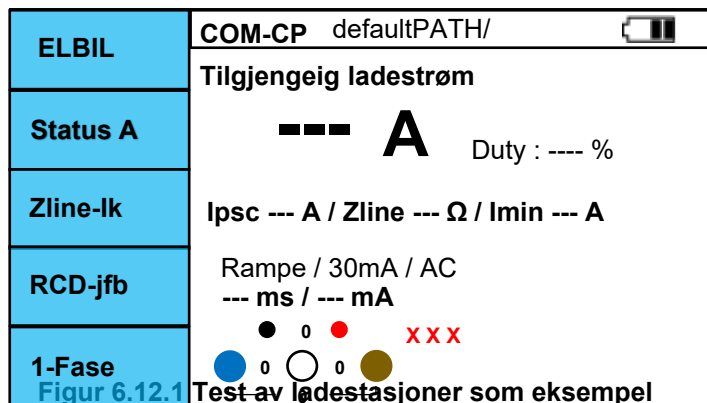 ELBIL
COM-CP defaultPATH/
Tilgjengeig ladestrøm
Status A
--- A Duty : ---- %
Zline-Ik
Ipsc --- A / Zline --- Ω / Imin --- A
RCD-jfb
Rampe / 30mA / AC
--- ms / --- mA
0 X X X
1-Fase
0 0
Figur 6.12.1 Test av ladestasjoner som eksempel